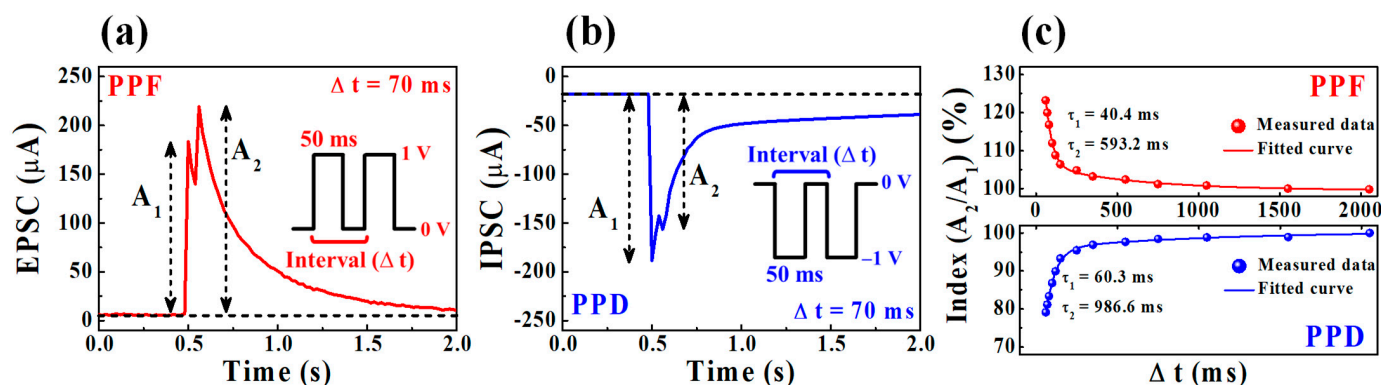 (a)
PPF
Δ t = 70 ms
50 ms
1 V
0 V
Interval (Δ t)
A1
A2
250
200
150
100
50
0
EPSC (μA)
0.0 0.5 1.0 1.5 2.0
Time (s)
(b)
0
-50
-100
-150
-200
-250
IPSC (μA)
A1
A2
Interval (Δ t)
0 V
50 ms
−1 V
PPD
Δ t = 70 ms
0.0 0.5 1.0 1.5 2.0
Time (s)
(c)
130
120
110
100
PPF
τ1 = 40.4 ms
τ2 = 593.2 ms
Measured data
Fitted curve
0 500 1000 1500 2000
Index (A2/A1) (%)
100
90
80
70
Measured data
Fitted curve
τ1 = 60.3 ms
τ2 = 986.6 ms
PPD
Δ t (ms)